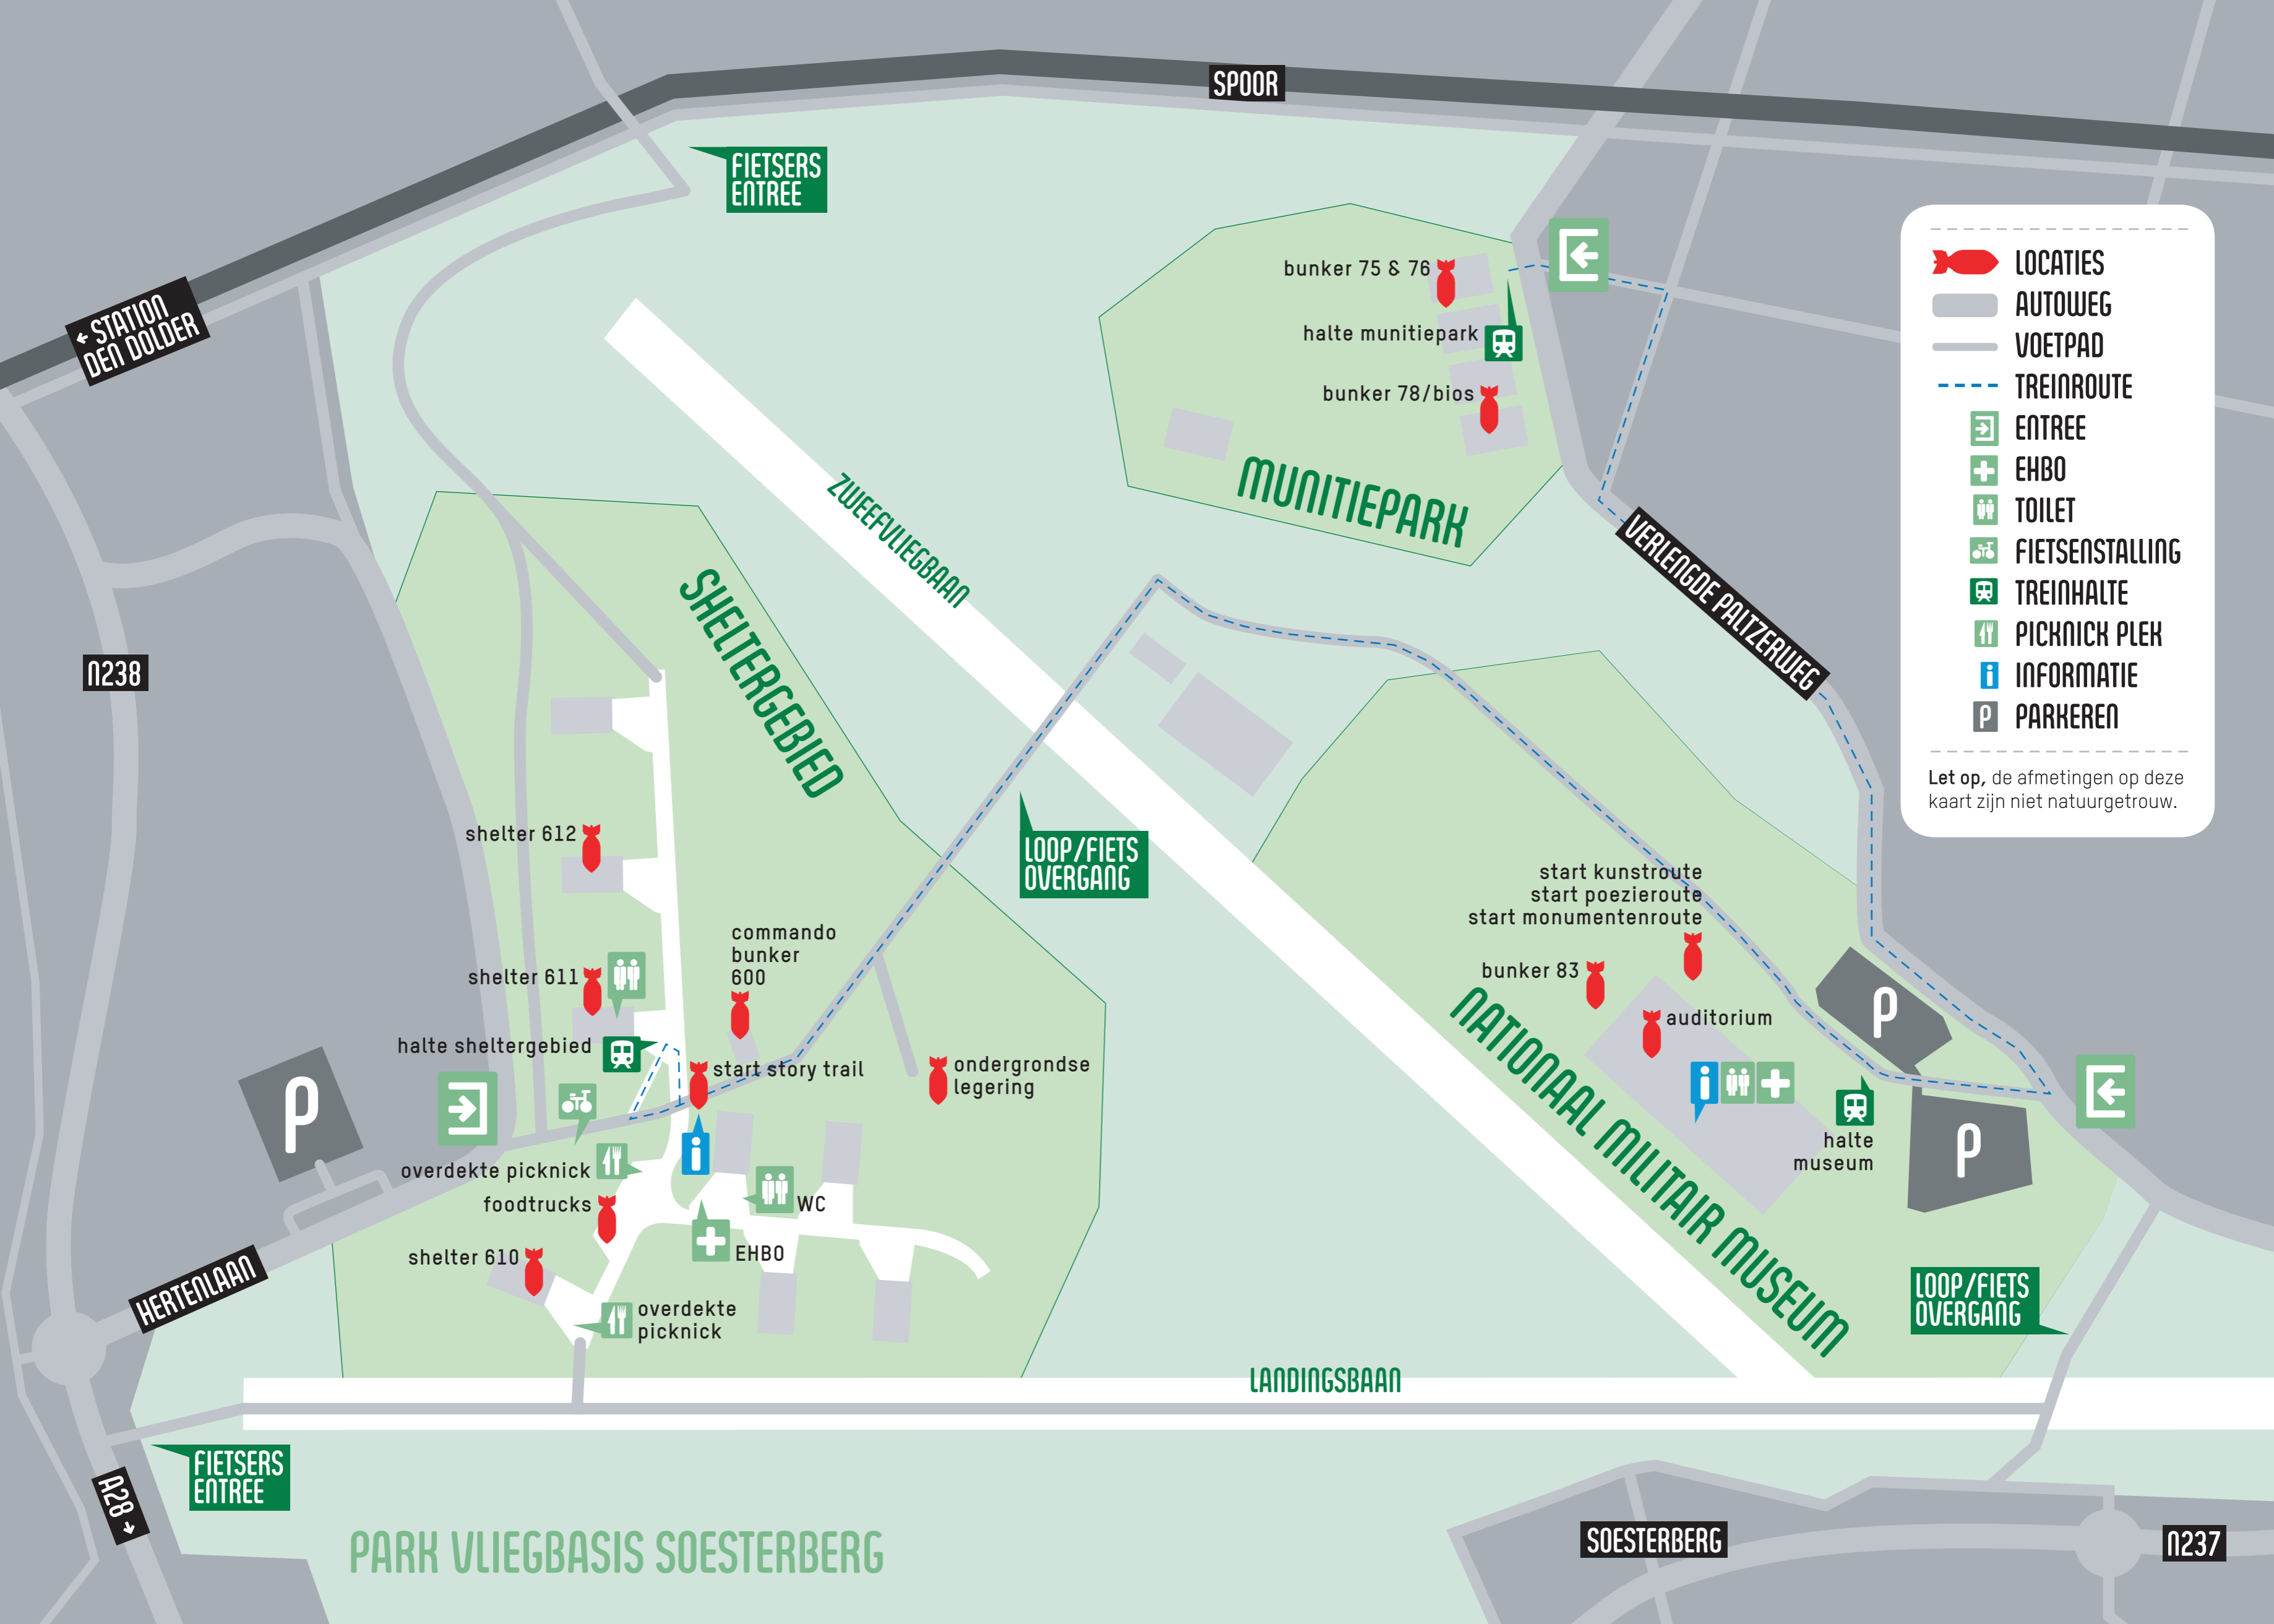 SPOOR
FIETSERS
ENTREE
← STATION
DEN DOLDER
bunker 75 & 76
halte munitiepark
bunker 78/bios
MUNITIEPARK
LOCATIES
AUTOWEG
VOETPAD
TREINROUTE
ENTREE
EHBO
TOILET
FIETSENSTALLING
TREINHALTE
PICKNICK PLEK
INFORMATIE
P PARKEREN
Let op, de afmetingen op deze
kaart zijn niet natuurgetrouw.
ZWEEFVLIEGBAAN
VERLENGDE PALTZERWEG
N238
SHELTERGEBIED
shelter 612
LOOP/FIETS
OVERGANG
commando
bunker
600
shelter 611
halte sheltergebied
start story trail
ondergrondse
legering
P
i
overdekte picknick
foodtrucks
WC
EHBO
shelter 610
overdekte
picknick
HERTENLAAN
start kunstroute
start poezieroute
start monumentenroute
bunker 83
auditorium
i
P
P
halte
museum
NATIONAAL MILITAIR MUSEUM
LOOP/FIETS
OVERGANG
LANDINGSBAAN
FIETSERS
ENTREE
A28 →
PARK VLIEGBASIS SOESTERBERG
SOESTERBERG
N237